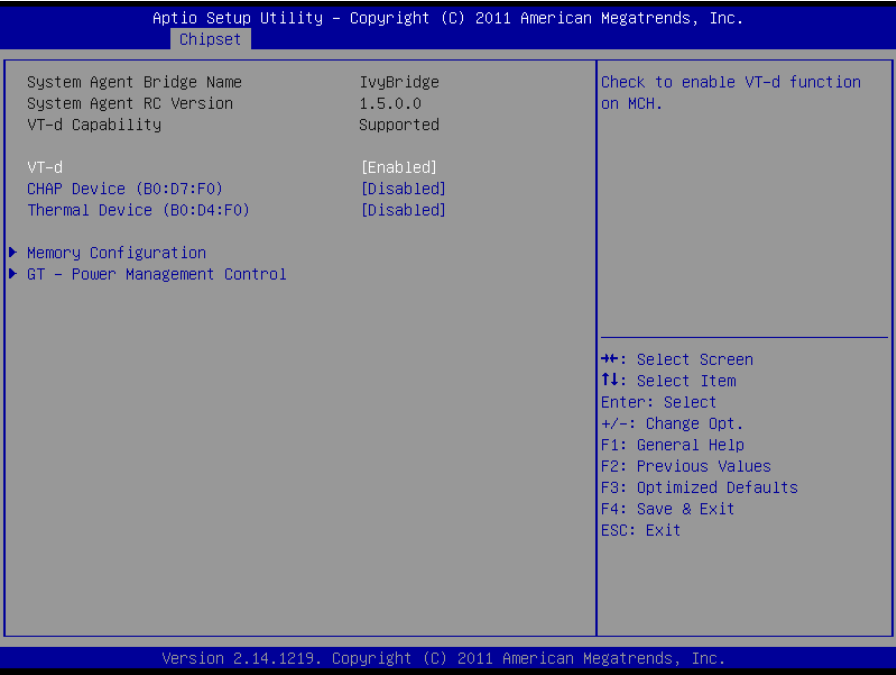 Aptio Setup Utility – Copyright (C) 2011 American Megatrends, Inc.
Chipset
System Agent Bridge Name IvyBridge
System Agent RC Version 1.5.0.0
VT-d Capability Supported
VT-d [Enabled]
CHAP Device (B0:D7:F0) [Disabled]
Thermal Device (B0:D4:F0) [Disabled]
Memory Configuration
GT – Power Management Control
Check to enable VT-d function
on MCH.
→←: Select Screen
↑↓: Select Item
Enter: Select
+/-: Change Opt.
F1: General Help
F2: Previous Values
F3: Optimized Defaults
F4: Save & Exit
ESC: Exit
Version 2.14.1219. Copyright (C) 2011 American Megatrends, Inc.